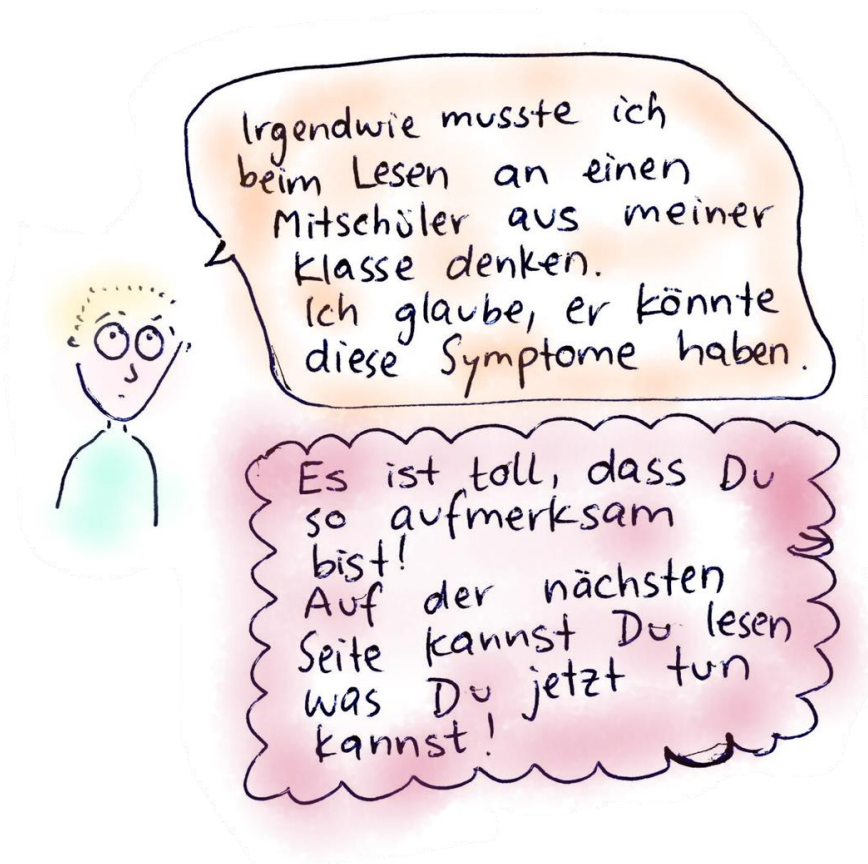 Irgendwie musste ich
beim Lesen an einen
Mitschüler aus meiner
Klasse denken.
Ich glaube, er könnte
diese Symptome haben.
Es ist toll, dass Du
so aufmerksam
bist!
Auf der nächsten
Seite kannst Du lesen
was Du jetzt tun
kannst!